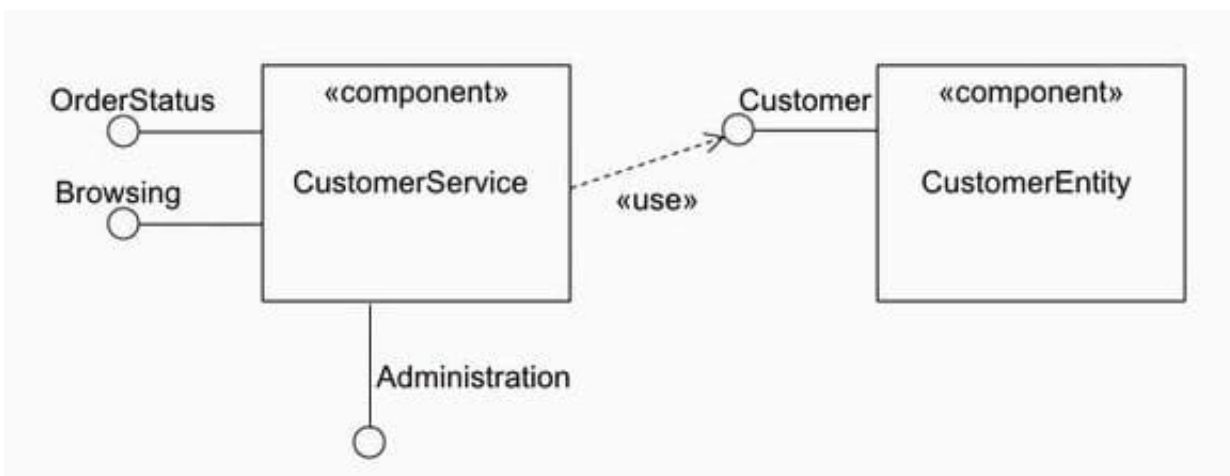 OrderStatus
Browsing
«component»
CustomerService
«use»
Customer
«component»
CustomerEntity
Administration